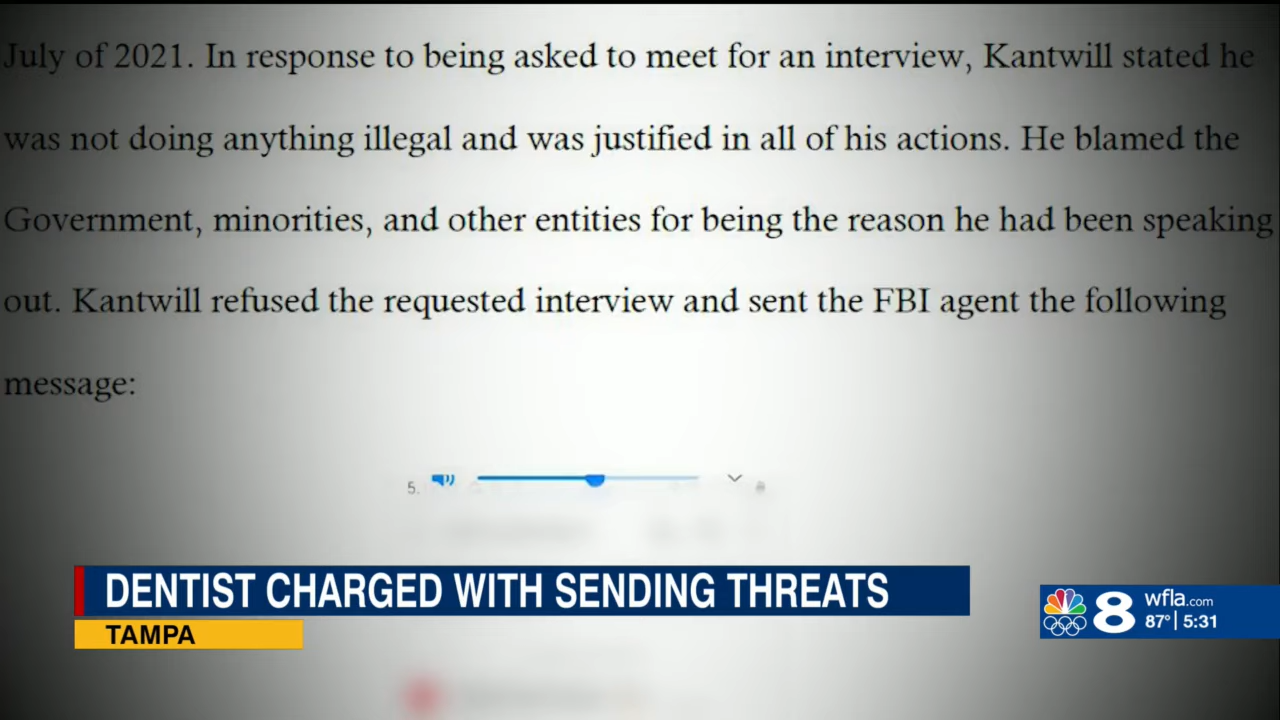 July of 2021. In response to being asked to meet for an interview, Kantwill stated he
was not doing anything illegal and was justified in all of his actions. He blamed the
Government, minorities, and other entities for being the reason he had been speaking
out. Kantwill refused the requested interview and sent the FBI agent the following
message:
5.
DENTIST CHARGED WITH SENDING THREATS
TAMPA
8
wfla.com
87° | 5:31